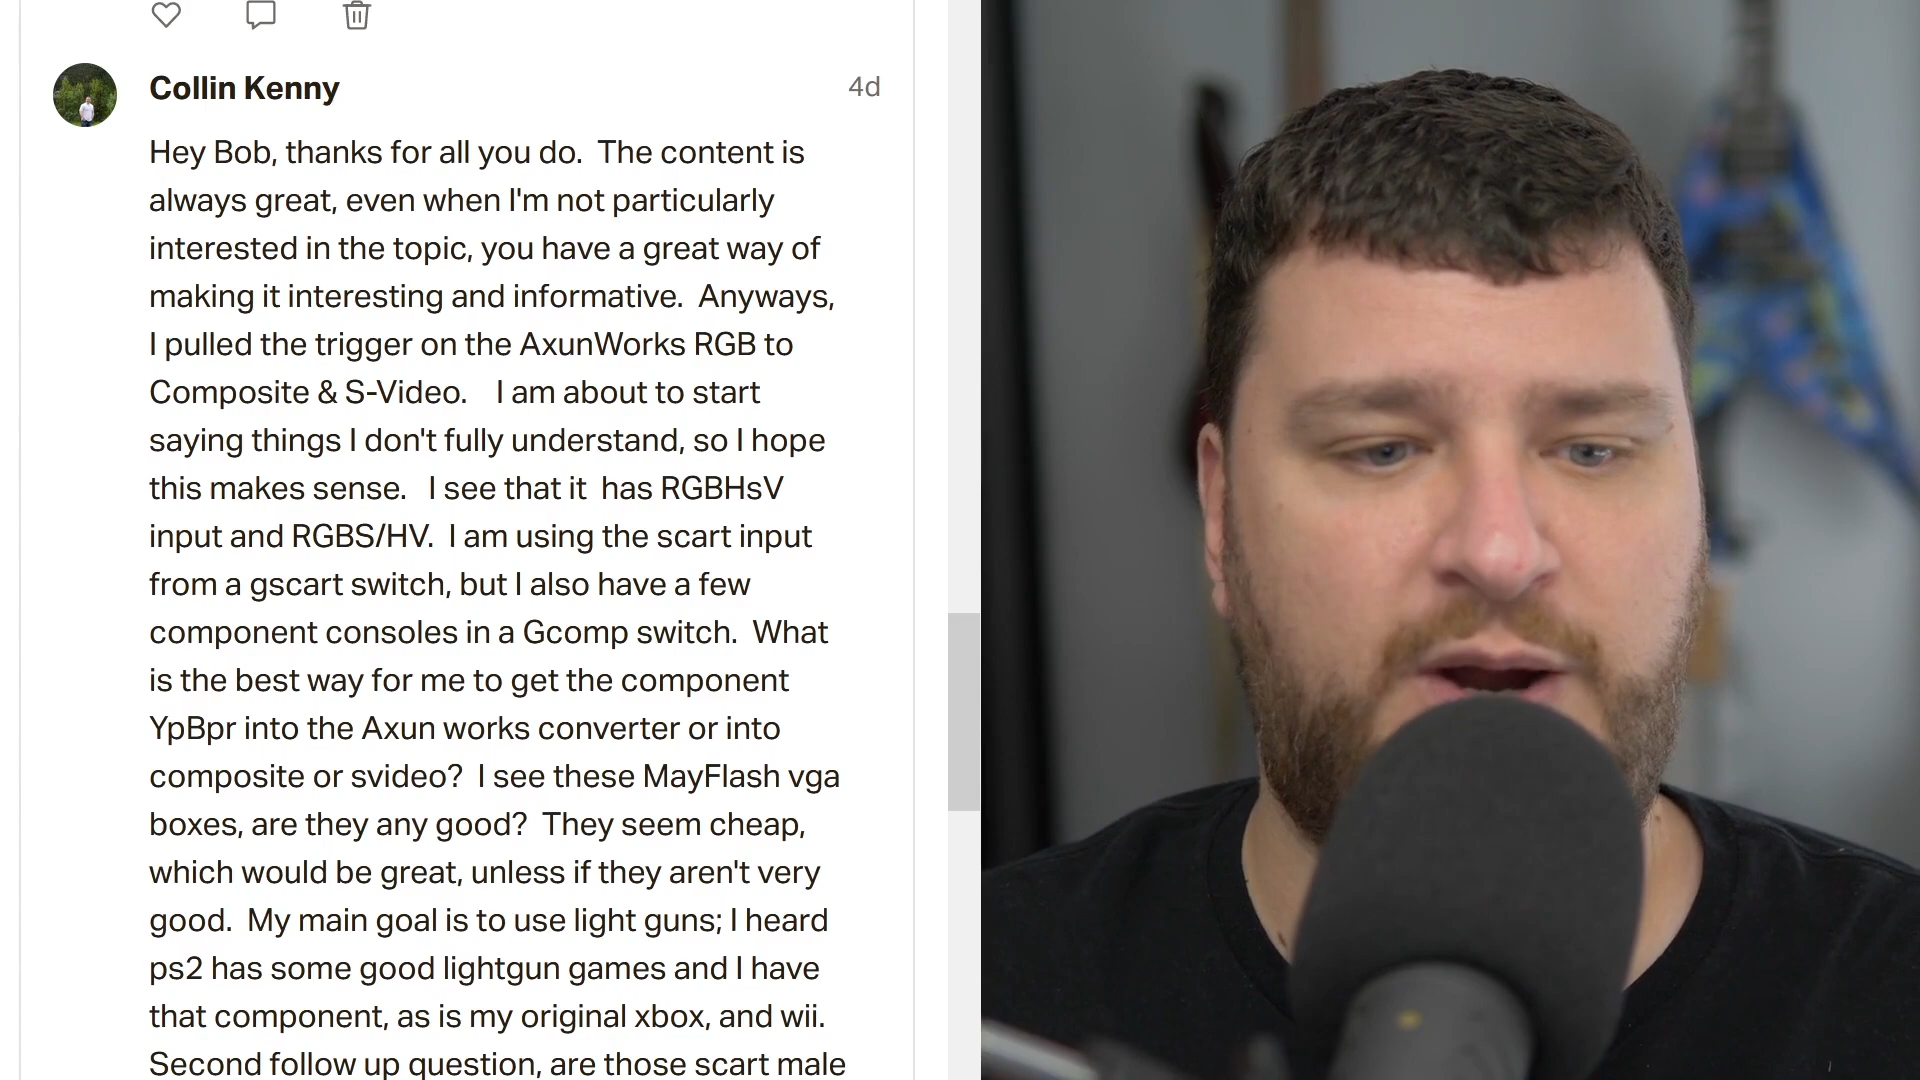 Collin Kenny
4d
Hey Bob, thanks for all you do.  The content is
always great, even when I'm not particularly
interested in the topic, you have a great way of
making it interesting and informative.  Anyways,
I pulled the trigger on the AxunWorks RGB to
Composite & S-Video.    I am about to start
saying things I don't fully understand, so I hope
this makes sense.   I see that it  has RGBHsV
input and RGBS/HV.  I am using the scart input
from a gscart switch, but I also have a few
component consoles in a Gcomp switch.  What
is the best way for me to get the component
YpBpr into the Axun works converter or into
composite or svideo?  I see these MayFlash vga
boxes, are they any good?  They seem cheap,
which would be great, unless if they aren't very
good.  My main goal is to use light guns; I heard
ps2 has some good lightgun games and I have
that component, as is my original xbox, and wii.
Second follow up question, are those scart male